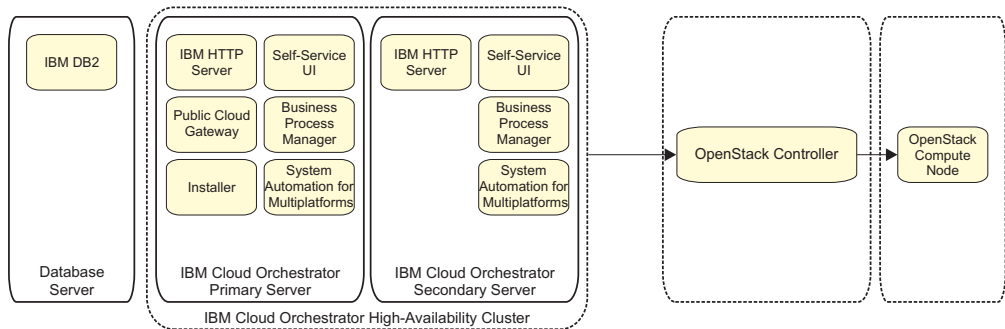 IBM DB2
Database
Server
IBM HTTP
Server
Self-Service
UI
Public Cloud
Gateway
Business
Process
Manager
Installer
System
Automation for
Multiplatforms
IBM Cloud Orchestrator
Primary Server
IBM HTTP
Server
Self-Service
UI
Business
Process
Manager
System
Automation for
Multiplatforms
IBM Cloud Orchestrator
Secondary Server
IBM Cloud Orchestrator High-Availability Cluster
OpenStack Controller
OpenStack
Compute
Node